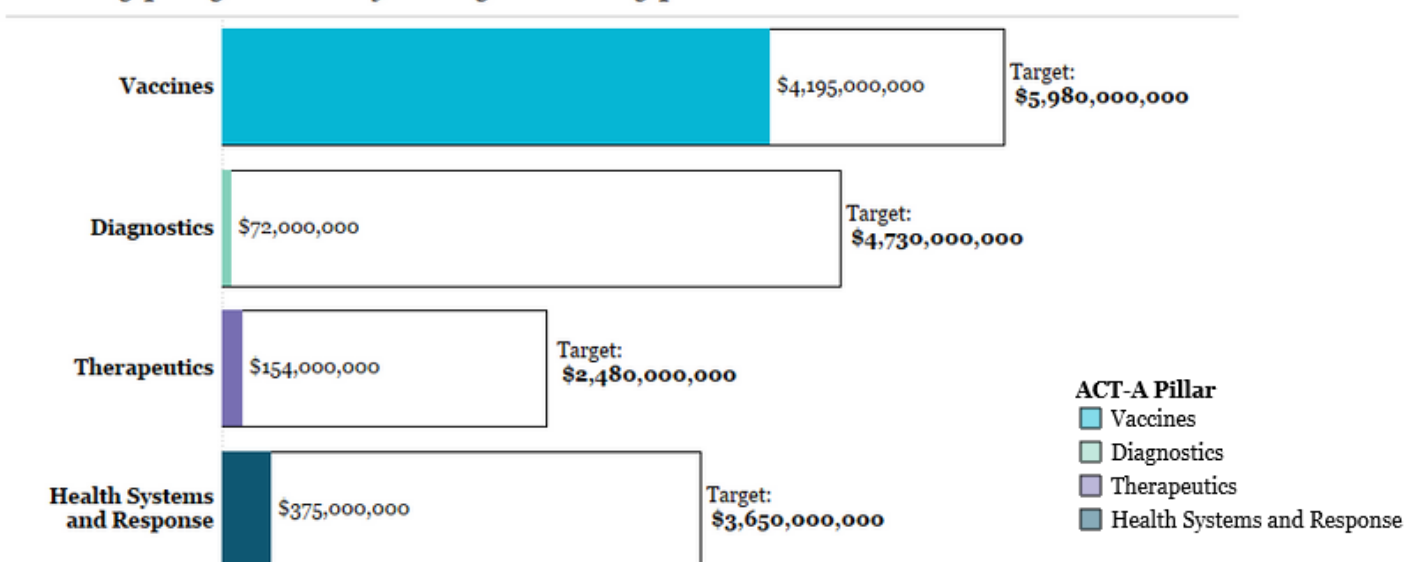 Vaccines
$4,195,000,000
Target:
$5,980,000,000
Diagnostics
$72,000,000
Target:
$4,730,000,000
Therapeutics
$154,000,000
Target:
$2,480,000,000
Health Systems
and Response
$375,000,000
Target:
$3,650,000,000
ACT-A Pillar
Vaccines
Diagnostics
Therapeutics
Health Systems and Response